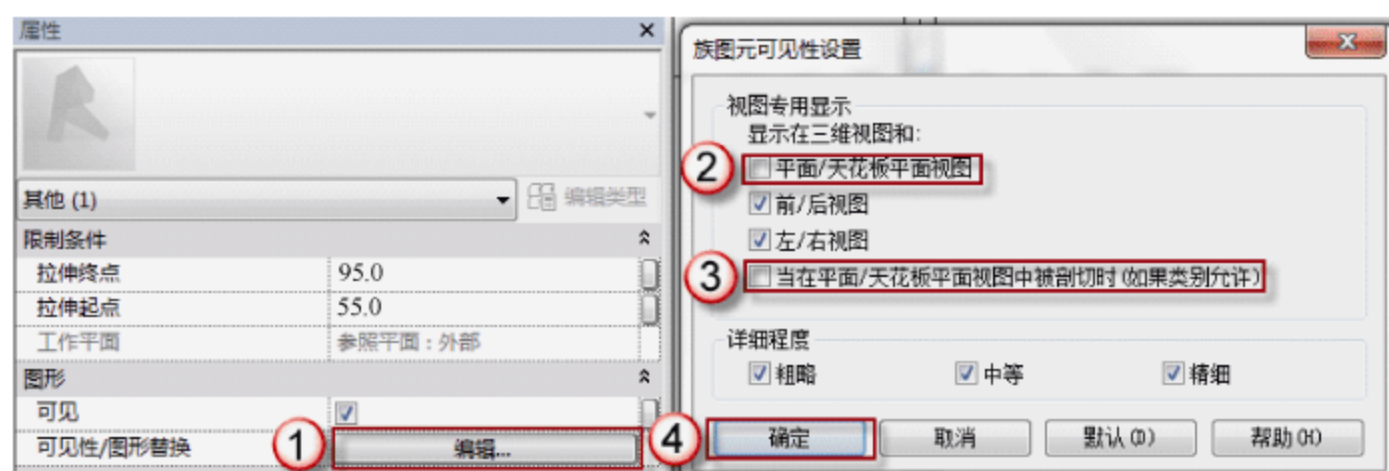 属性
其他 (1)
编辑类型
限制条件
拉伸终点 95.0
拉伸起点 55.0
工作平面 参照平面：外部
图形
可见
可见性/图形替换 ① 编辑...
族图元可见性设置
视图专用显示
显示在三维视图和:
② 平面/天花板平面视图
前/后视图
左/右视图
③ 当在平面/天花板平面视图中被剖切时(如果类别允许)
详细程度
粗略 中等 精细
④ 确定 取消 默认(D) 帮助(H)